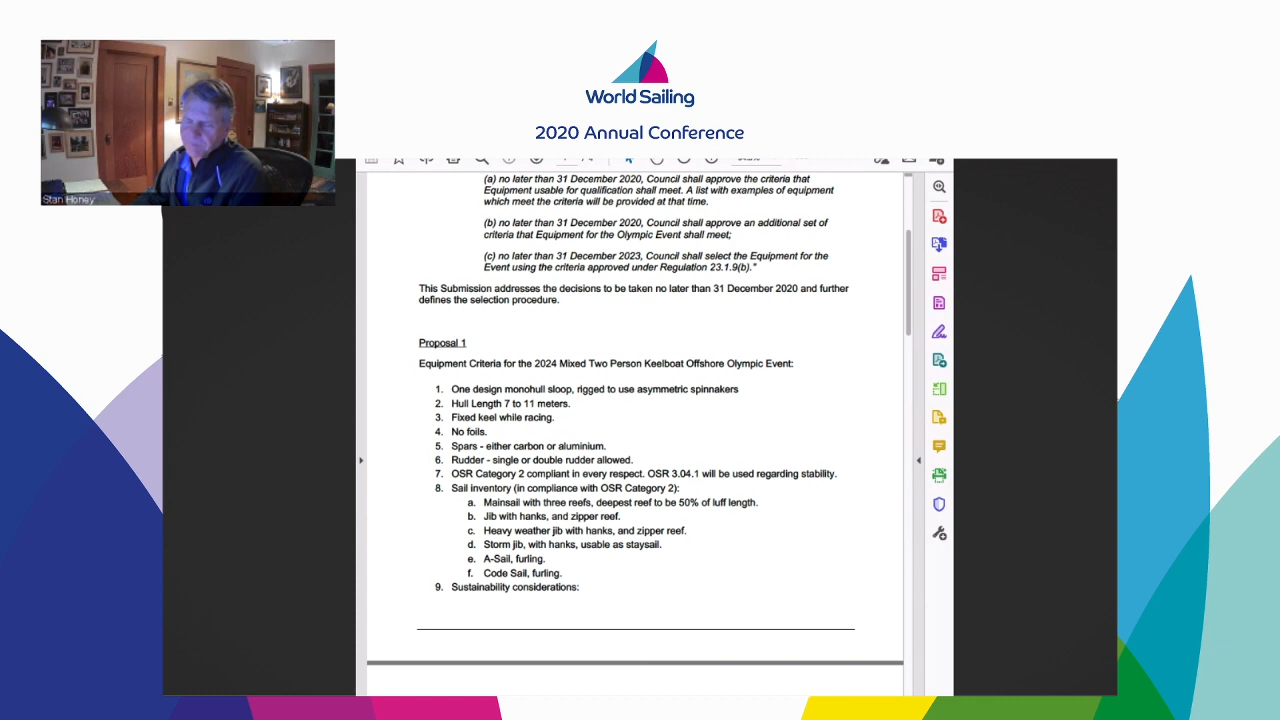 World Sailing
2020 Annual Conference
Stan Honey
(a) no later than 31 December 2020, Council shall approve the criteria that
Equipment usable for qualification shall meet. A list with examples of equipment
which meet the criteria will be provided at that time.
(b) no later than 31 December 2020, Council shall approve an additional set of
criteria that Equipment for the Olympic Event shall meet;
(c) no later than 31 December 2023, Council shall select the Equipment for the
Event using the criteria approved under Regulation 23.1.9(b)."
This Submission addresses the decisions to be taken no later than 31 December 2020 and further
defines the selection procedure.
Proposal 1
Equipment Criteria for the 2024 Mixed Two Person Keelboat Offshore Olympic Event:
1. One design monohull sloop, rigged to use asymmetric spinnakers
2. Hull Length 7 to 11 meters.
3. Fixed keel while racing.
4. No foils.
5. Spars - either carbon or aluminium.
6. Rudder - single or double rudder allowed.
7. OSR Category 2 compliant in every respect. OSR 3.04.1 will be used regarding stability.
8. Sail inventory (in compliance with OSR Category 2):
a. Mainsail with three reefs, deepest reef to be 50% of luff length.
b. Jib with hanks, and zipper reef.
c. Heavy weather jib with hanks, and zipper reef.
d. Storm jib, with hanks, usable as staysail.
e. A-Sail, furling.
f. Code Sail, furling.
9. Sustainability considerations: